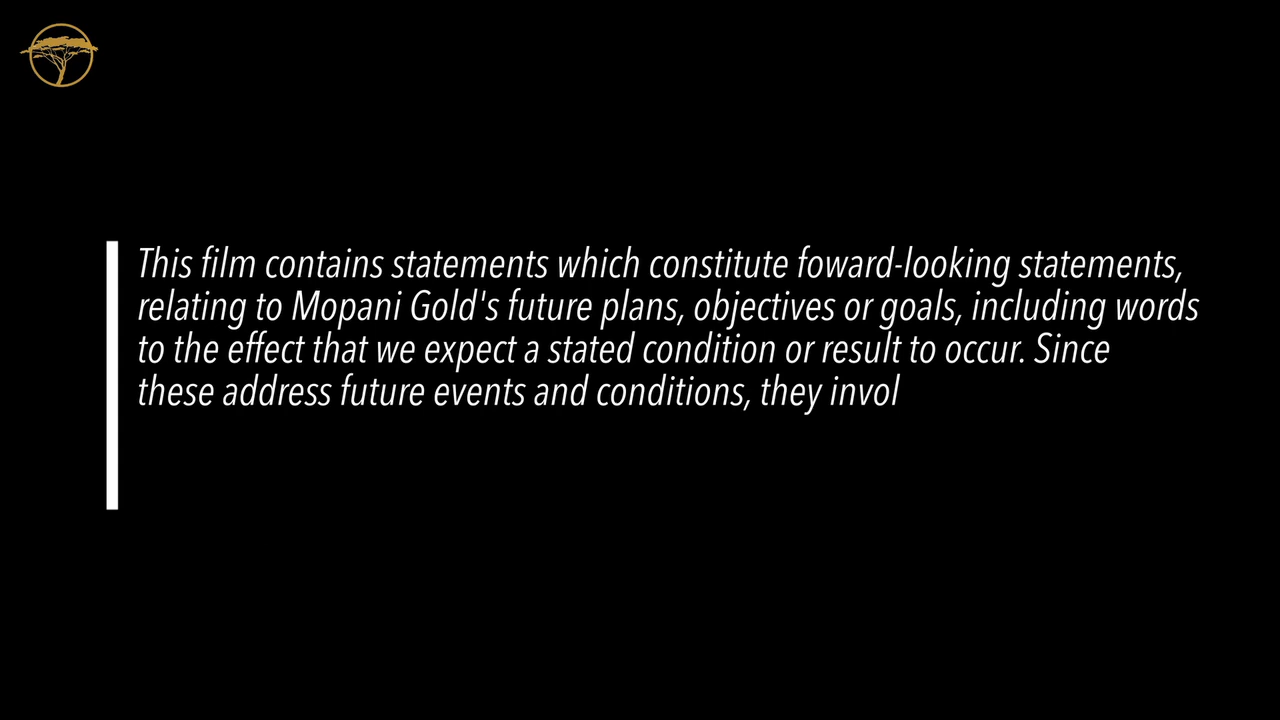 This film contains statements which constitute foward-looking statements,
relating to Mopani Gold's future plans, objectives or goals, including words
to the effect that we expect a stated condition or result to occur. Since
these address future events and conditions, they invol